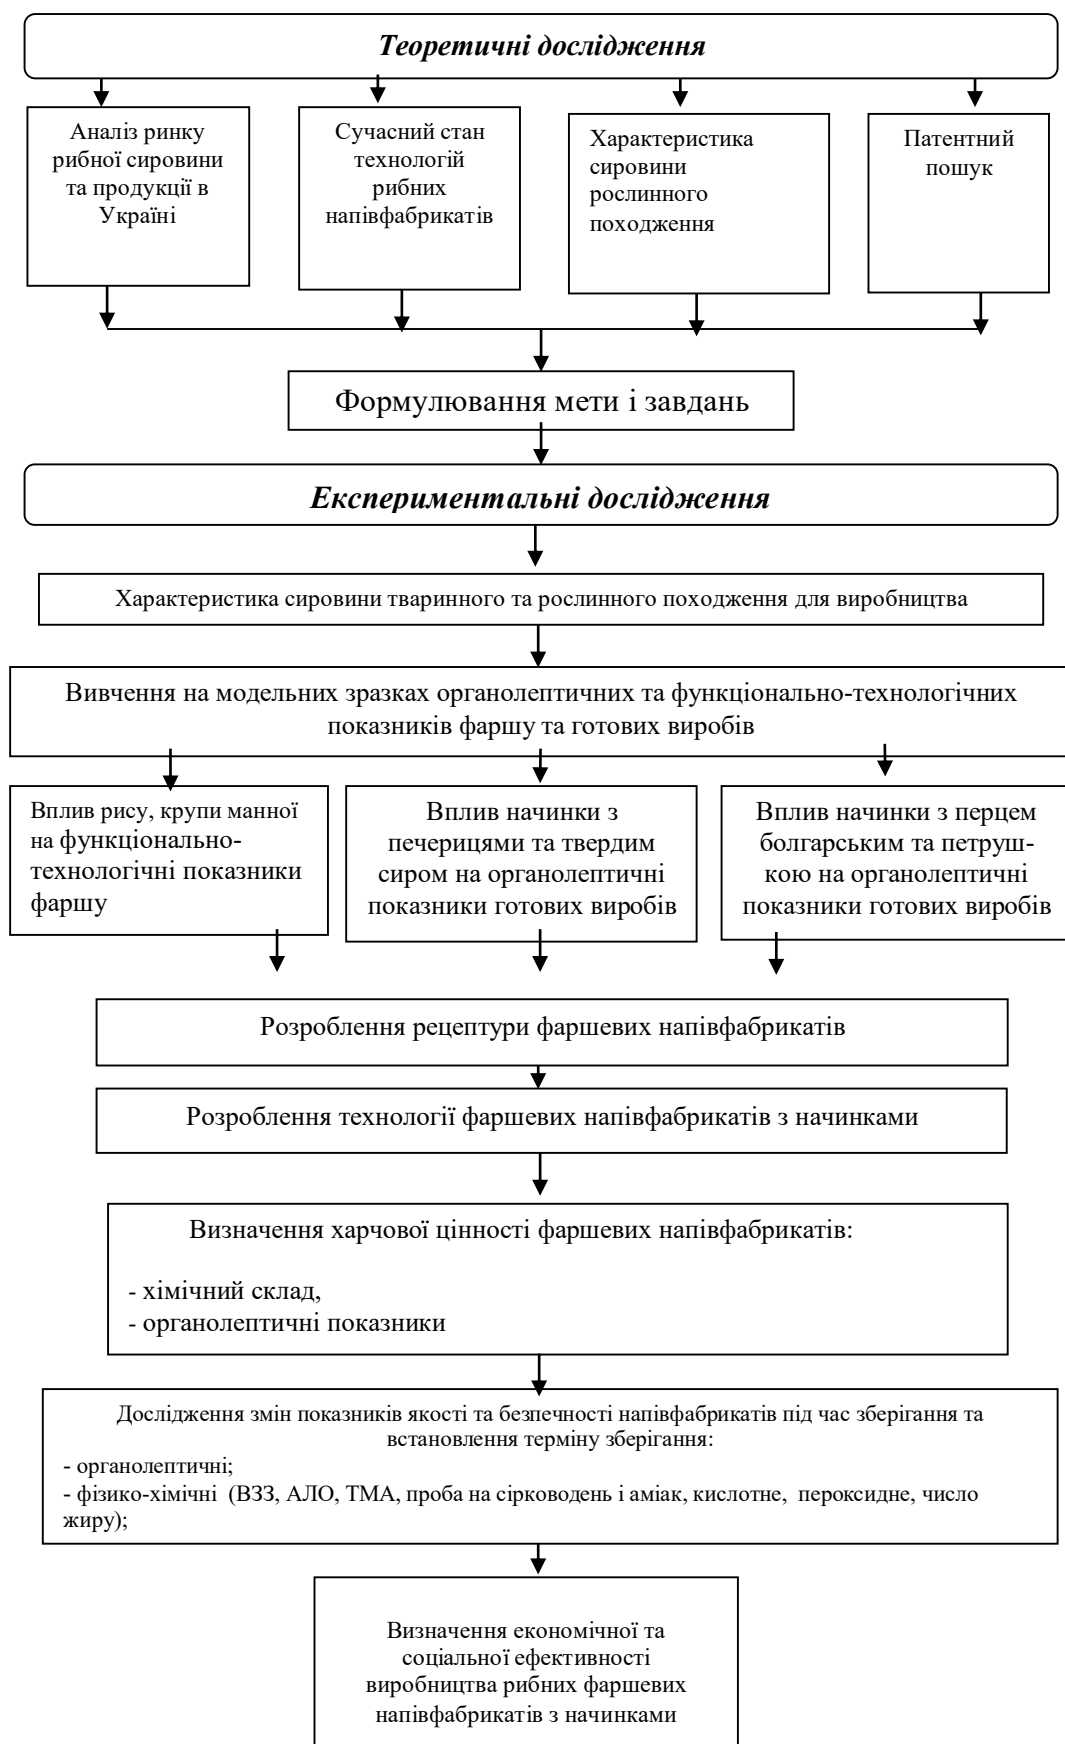 Теоретичні дослідження
Аналіз ринку
рибної сировини
та продукції в
Україні
Сучасний стан
технологій
рибних
напівфабрикатів
Характеристика
сировини
рослинного
походження
Патентний
пошук
Формулювання мети і завдань
Експериментальні дослідження
Характеристика сировини тваринного та рослинного походження для виробництва
Вивчення на модельних зразках органолептичних та функціонально-технологічних
показників фаршу та готових виробів
Вплив рису, крупи манної
на функціонально-
технологічні показники
фаршу
Вплив начинки з
печерицями та твердим
сиром на органолептичні
показники готових виробів
Вплив начинки з перцем
болгарським та петруш-
кою на органолептичні
показники готових виробів
Розроблення рецептури фаршевих напівфабрикатів
Розроблення технології фаршевих напівфабрикатів з начинками
Визначення харчової цінності фаршевих напівфабрикатів:
- хімічний склад,
- органолептичні показники
Дослідження змін показників якості та безпечності напівфабрикатів під час зберігання та
встановлення терміну зберігання:
- органолептичні;
- фізико-хімічні (ВЗЗ, АЛО, ТМА, проба на сірководень і аміак, кислотне, пероксидне, число
жиру);
Визначення економічної та
соціальної ефективності
виробництва рибних фаршевих
напівфабрикатів з начинками